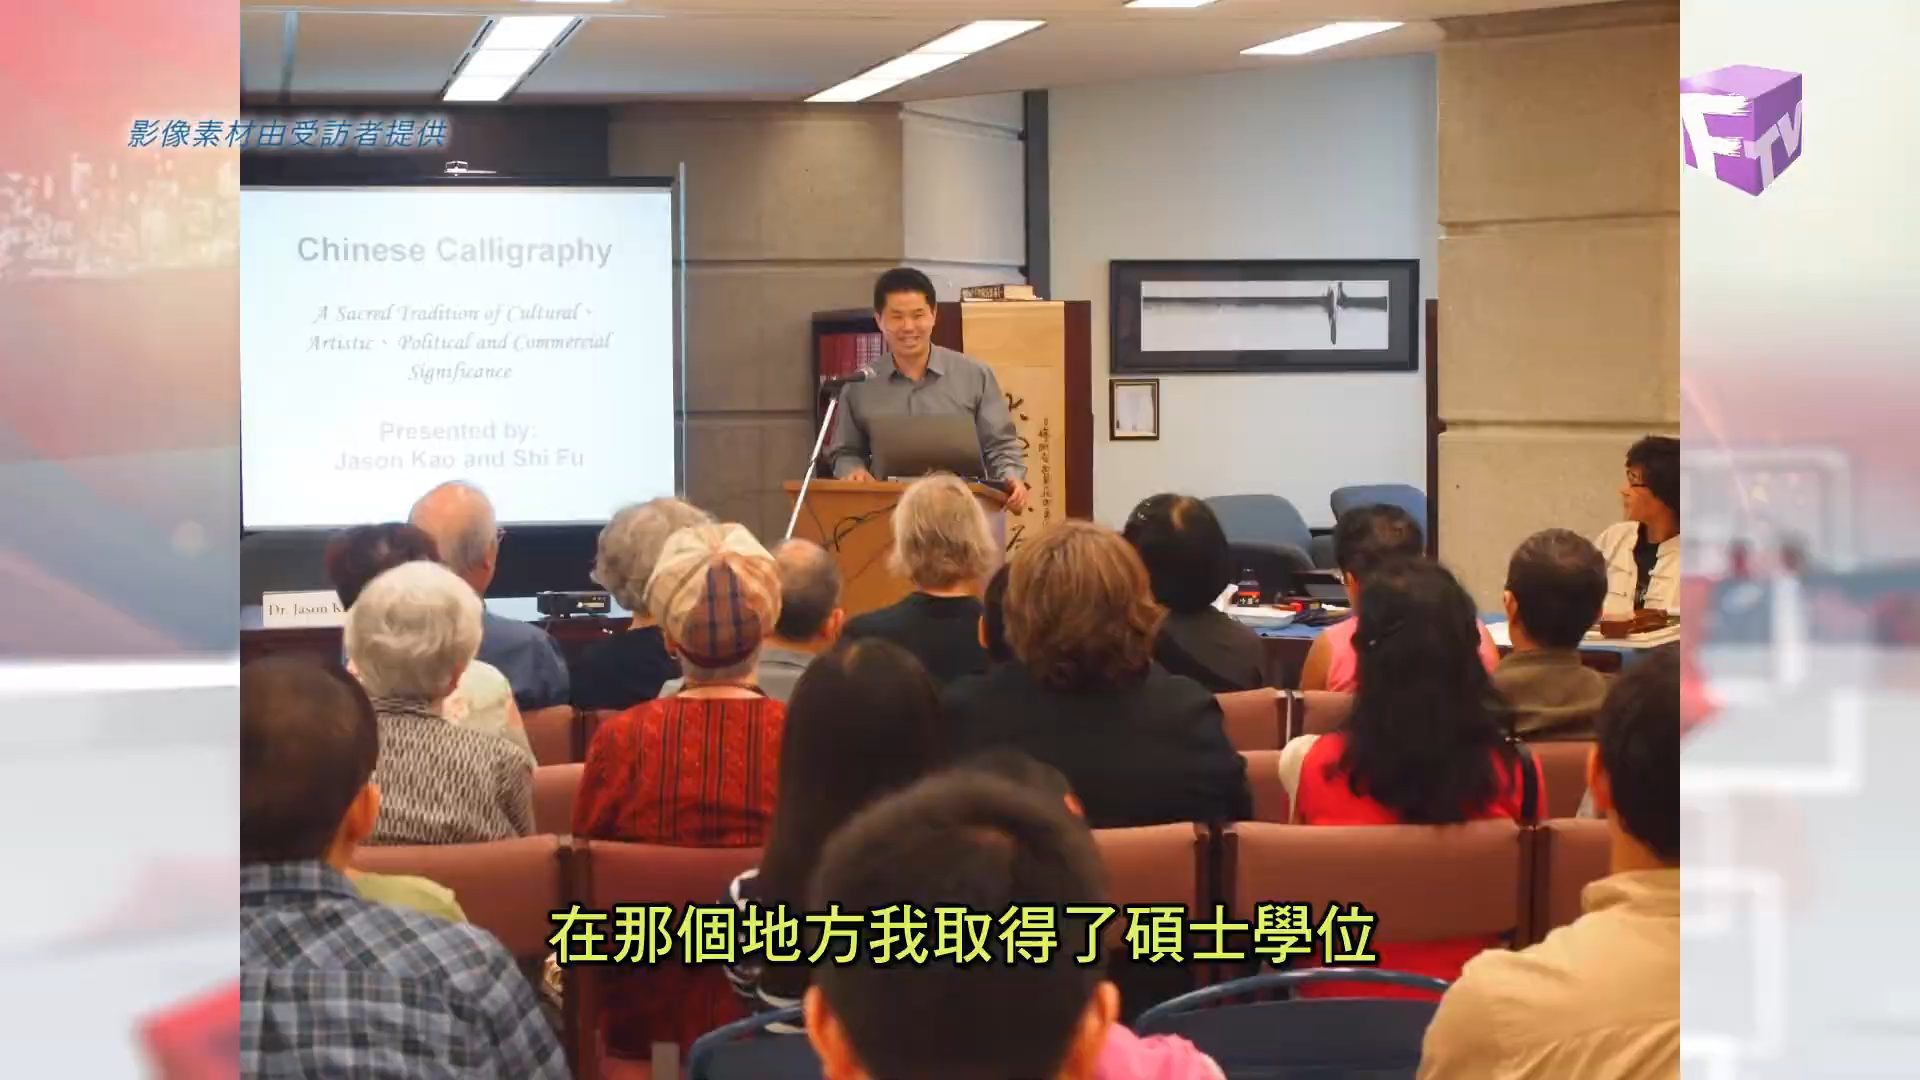 影像素材由受訪者提供
FTV
Chinese Calligraphy
A Sacred Tradition of Cultural、
Artistic、 Political and Commercial
Significance
Presented by:
Jason Kao and Shi Fu
Dr. Jason K
在那個地方我取得了碩士學位